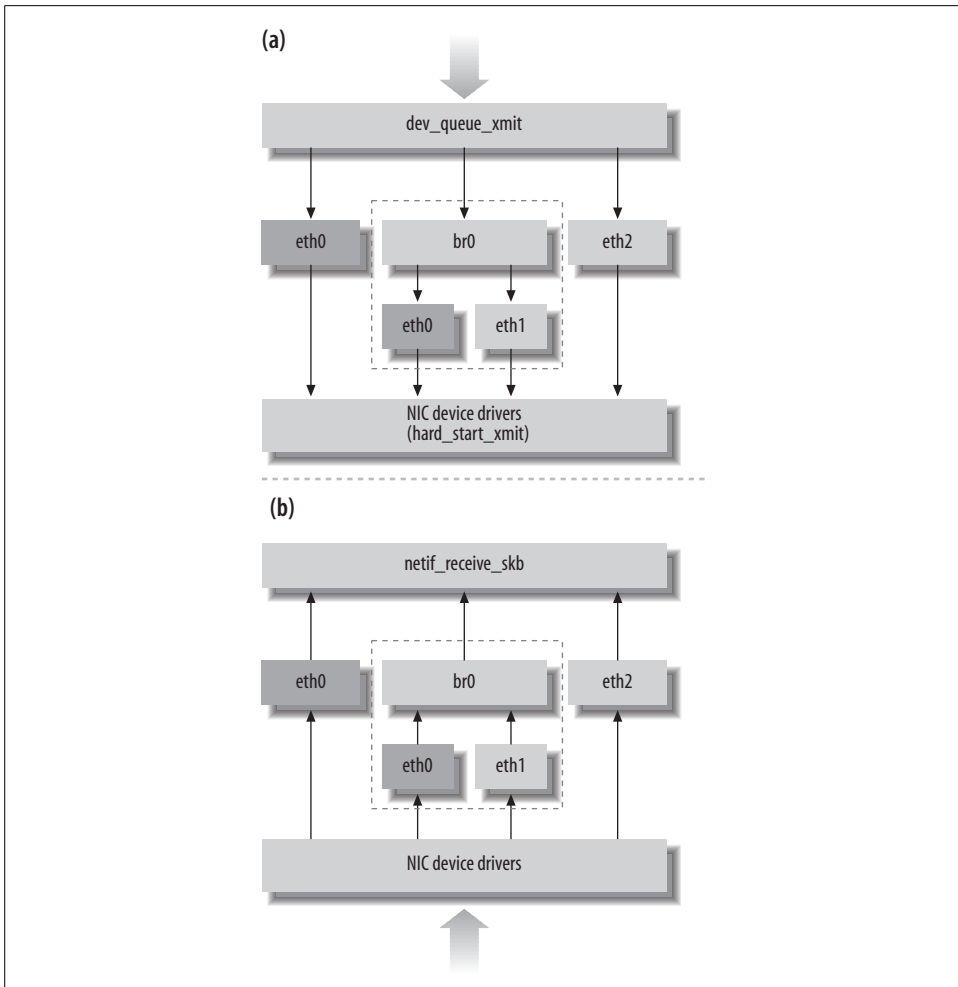 (a)
dev_queue_xmit
eth0
br0
eth2
eth0
eth1
NIC device drivers
(hard_start_xmit)
(b)
netif_receive_skb
eth0
br0
eth2
eth0
eth1
NIC device drivers